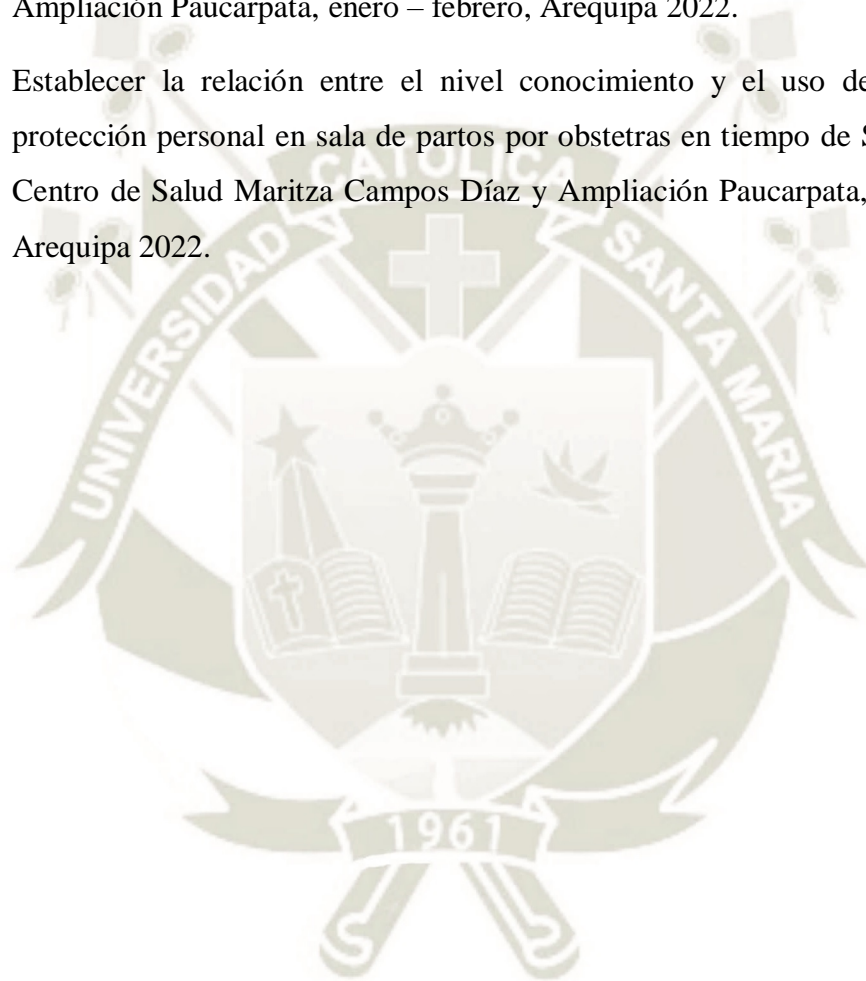 Ampliación Paucarpata, enero – febrero, Arequipa 2022.
Establecer la relación entre el nivel conocimiento y el uso de
protección personal en sala de partos por obstetras en tiempo de
Centro de Salud Maritza Campos Díaz y Ampliación Paucarpata,
Arequipa 2022.
UNIVERSIDAD
CATOLICA
SANTA MARIA
1961